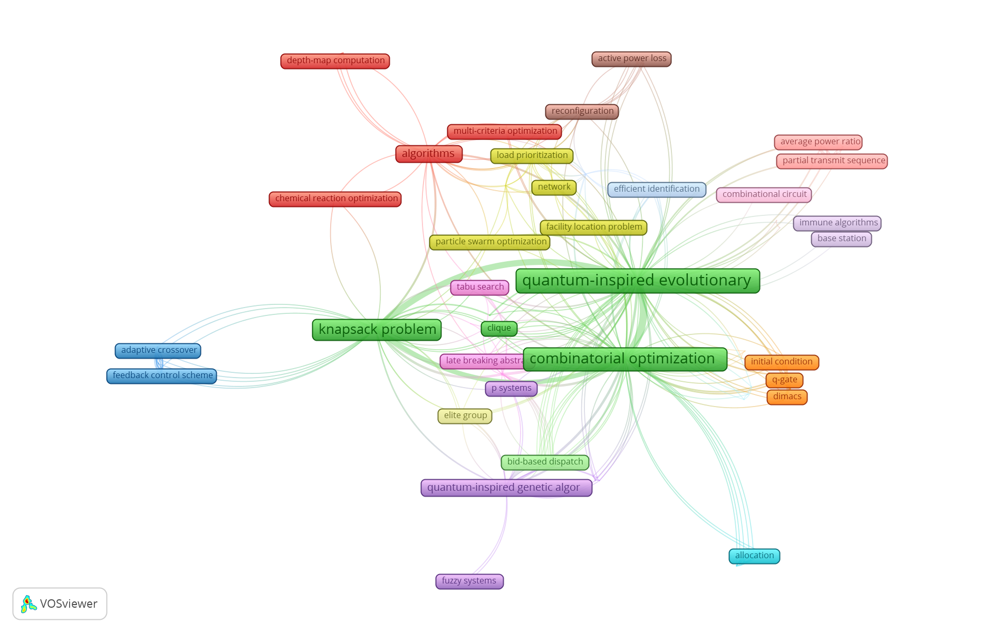 depth-map computation
active power loss
reconfiguration
multi-criteria optimization
average power ratio
algorithms
load prioritization
partial transmit sequence
network
efficient identification
combinational circuit
chemical reaction optimization
immune algorithms
facility location problem
base station
particle swarm optimization
quantum-inspired evolutionary
tabu search
knapsack problem
clique
adaptive crossover
late breaking abstra
combinatorial optimization
initial condition
feedback control scheme
q-gate
p systems
dimacs
elite group
bid-based dispatch
quantum-inspired genetic algor
allocation
fuzzy systems
VOSviewer